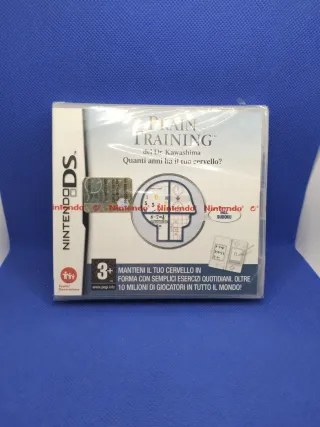 BRAIN
TRAINING
del Dr. Kawashima
Quanti anni ha il tuo cervello?
NINTENDO DS
Nintendo Nintendo Nintendo Nintendo
SUDOKU
3+
www.pegi.info
MANTIENI IL TUO CERVELLO IN
FORMA CON SEMPLICI ESERCIZI QUOTIDIANI. OLTRE
10 MILIONI DI GIOCATORI IN TUTTO IL MONDO!